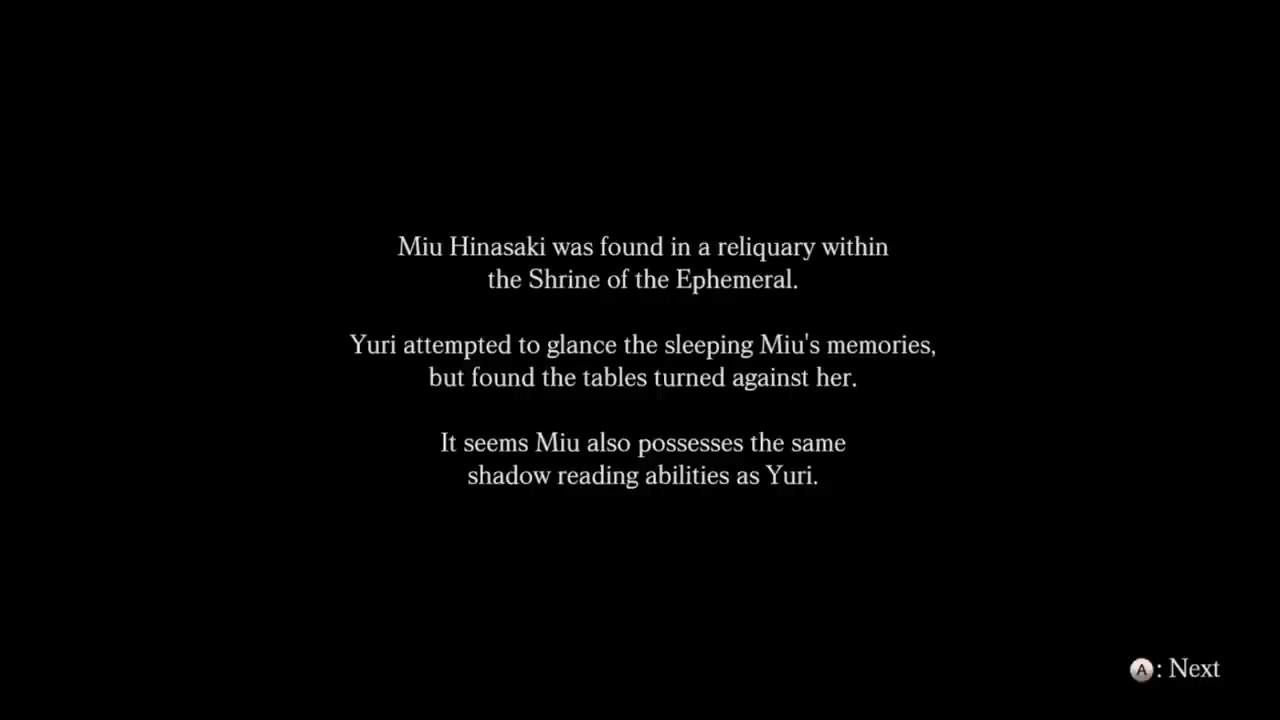 Miu Hinasaki was found in a reliquary within
the Shrine of the Ephemeral.
Yuri attempted to glance the sleeping Miu's memories,
but found the tables turned against her.
It seems Miu also possesses the same
shadow reading abilities as Yuri.
A: Next